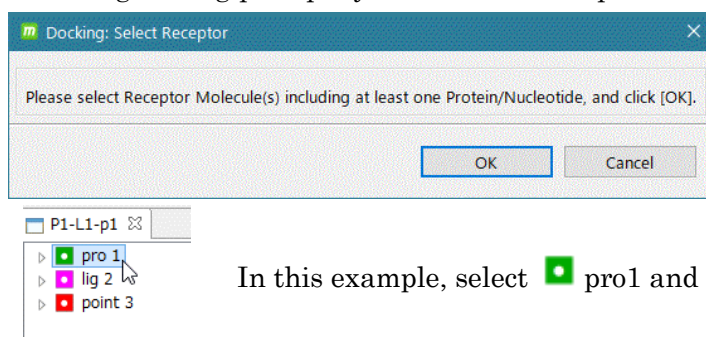 Docking: Select Receptor
Please select Receptor Molecule(s) including at least one Protein/Nucleotide, and click [OK].
OK Cancel
P1-L1-p1
pro 1
lig 2
point 3
In this example, select pro1 and